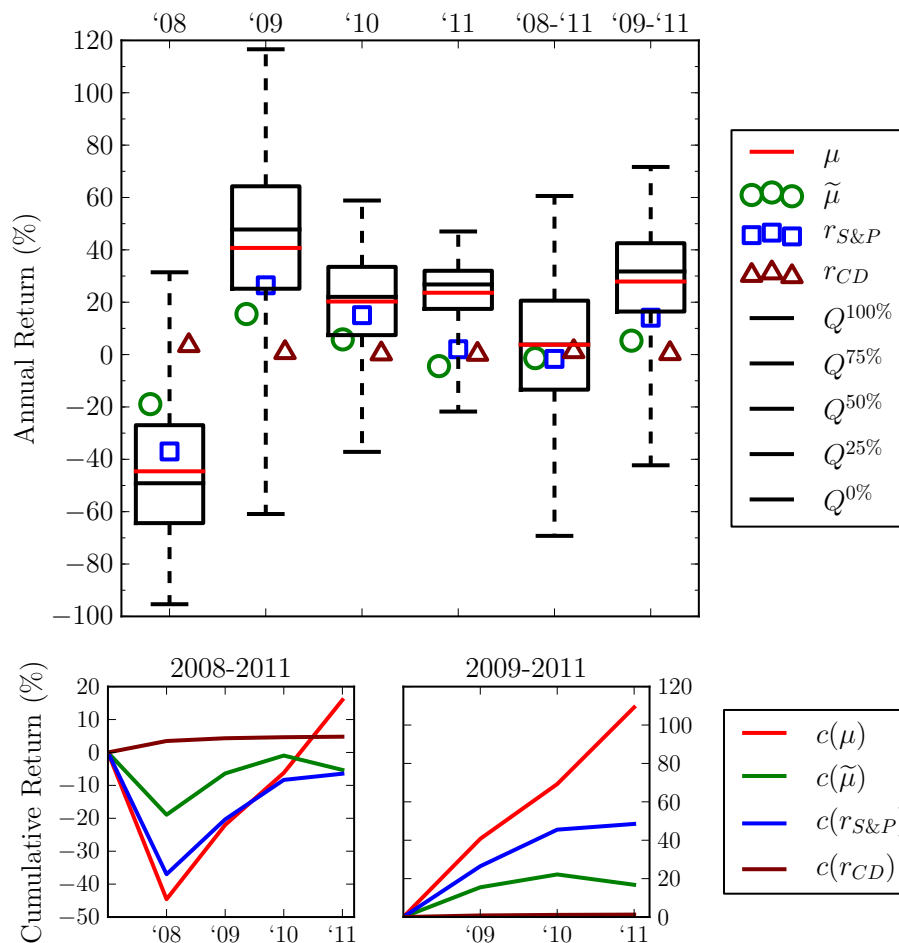 ‘08 ‘09 ‘10 ‘11 ‘08-‘11 ‘09-‘11
Annual Return (%)
120
100
80
60
40
20
0
−20
−40
−60
−80
−100
μ
μ̃
r_{S&P}
r_{CD}
Q^{100%}
Q^{75%}
Q^{50%}
Q^{25%}
Q^{0%}
2008-2011
Cumulative Return (%)
20
10
0
−10
−20
−30
−40
−50
‘08 ‘09 ‘10 ‘11
2009-2011
120
100
80
60
40
20
0
‘09 ‘10 ‘11
c(μ)
c(μ̃)
c(r_{S&P})
c(r_{CD})